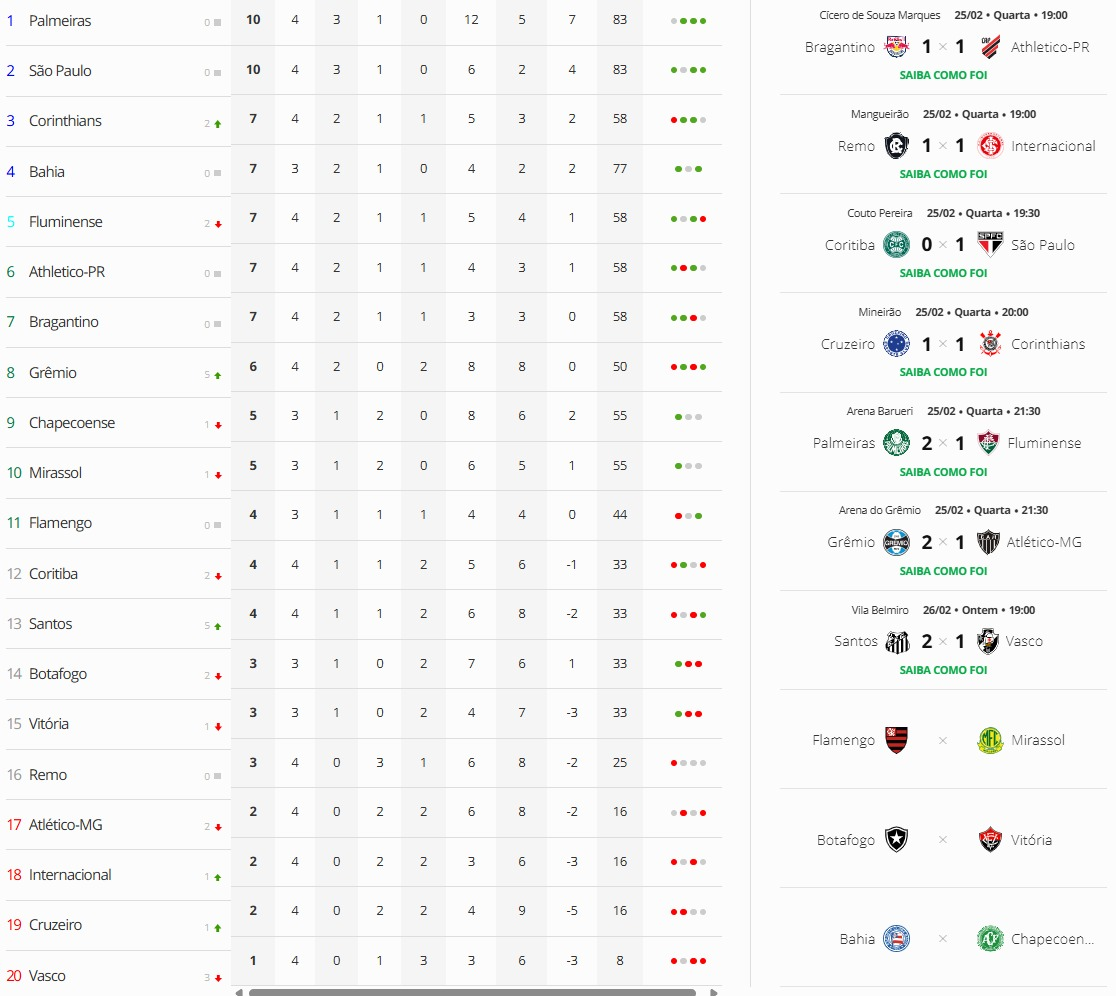 1 Palmeiras 0 10 4 3 1 0 12 5 7 83
2 São Paulo 0 10 4 3 1 0 6 2 4 83
3 Corinthians 2 7 4 2 1 1 5 3 2 58
4 Bahia 0 7 3 2 1 0 4 2 2 77
5 Fluminense 2 7 4 2 1 1 5 4 1 58
6 Athletico-PR 0 7 4 2 1 1 4 3 1 58
7 Bragantino 0 7 4 2 1 1 3 3 0 58
8 Grêmio 5 6 4 2 0 2 8 8 0 50
9 Chapecoense 1 5 3 1 2 0 8 6 2 55
10 Mirassol 1 5 3 1 2 0 6 5 1 55
11 Flamengo 0 4 3 1 1 1 4 4 0 44
12 Coritiba 2 4 4 1 1 2 5 6 -1 33
13 Santos 5 4 4 1 1 2 6 8 -2 33
14 Botafogo 2 3 3 1 0 2 7 6 1 33
15 Vitória 1 3 3 1 0 2 4 7 -3 33
16 Remo 0 3 4 0 3 1 6 8 -2 25
17 Atlético-MG 2 2 4 0 2 2 6 8 -2 16
18 Internacional 1 2 4 0 2 2 3 6 -3 16
19 Cruzeiro 1 2 4 0 2 2 4 9 -5 16
20 Vasco 3 1 4 0 1 3 3 6 -3 8
Cícero de Souza Marques 25/02 • Quarta • 19:00
Bragantino 1 × 1 Athletico-PR
SAIBA COMO FOI
Mangueirão 25/02 • Quarta • 19:00
Remo 1 × 1 Internacional
SAIBA COMO FOI
Couto Pereira 25/02 • Quarta • 19:30
Coritiba 0 × 1 São Paulo
SAIBA COMO FOI
Mineirão 25/02 • Quarta • 20:00
Cruzeiro 1 × 1 Corinthians
SAIBA COMO FOI
Arena Barueri 25/02 • Quarta • 21:30
Palmeiras 2 × 1 Fluminense
SAIBA COMO FOI
Arena do Grêmio 25/02 • Quarta • 21:30
Grêmio 2 × 1 Atlético-MG
SAIBA COMO FOI
Vila Belmiro 26/02 • Ontem • 19:00
Santos 2 × 1 Vasco
SAIBA COMO FOI
Flamengo × Mirassol
Botafogo × Vitória
Bahia × Chapecoen...